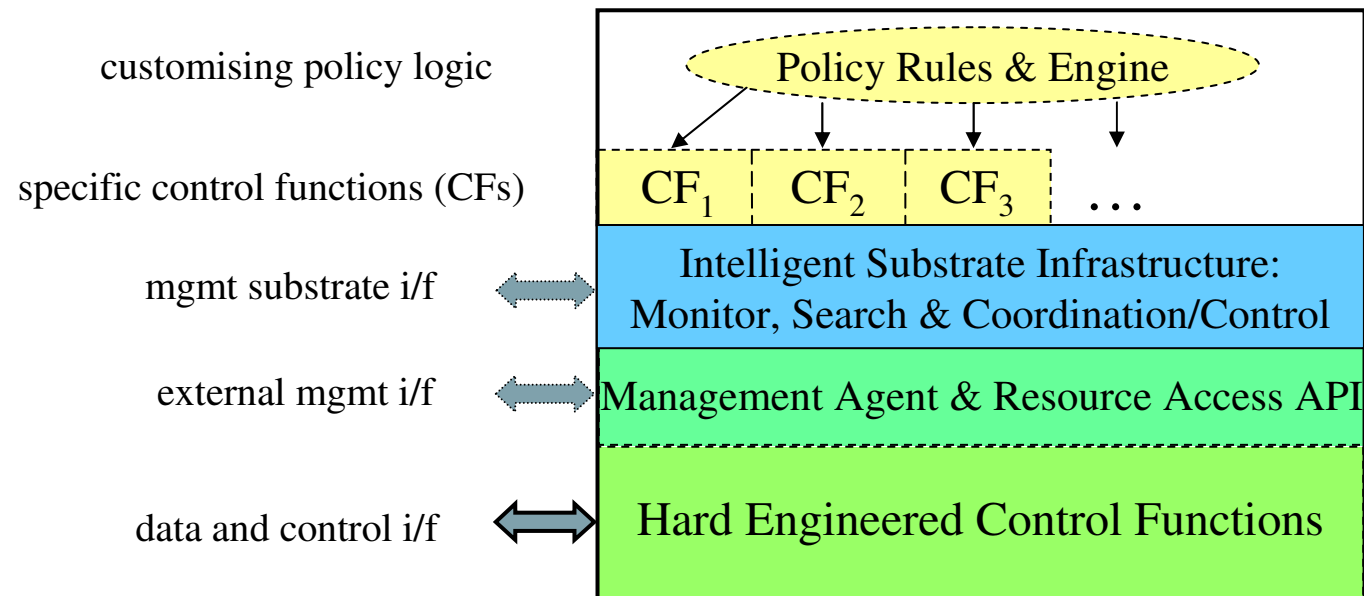 customising policy logic
Policy Rules & Engine
specific control functions (CFs)
CF1 CF2 CF3 ...
mgmt substrate i/f
Intelligent Substrate Infrastructure:
Monitor, Search & Coordination/Control
external mgmt i/f
Management Agent & Resource Access API
data and control i/f
Hard Engineered Control Functions